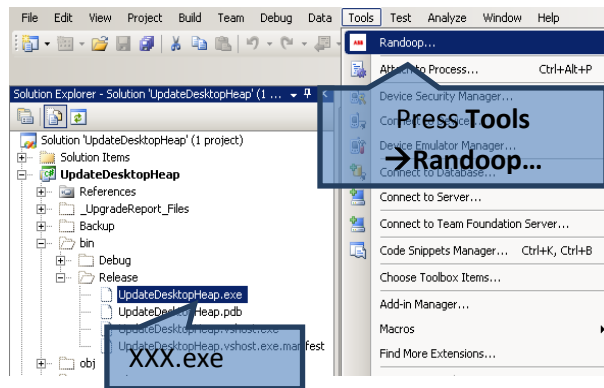 File Edit View Project Build Team Debug Data Tools Test Analyze Window Help
ABB Randoop...
Attach to Process... Ctrl+Alt+P
Solution Explorer - Solution 'UpdateDesktopHeap' (1 ...
Device Security Manager...
Press Tools
→Randoop...
Device Emulator Manager...
Connect to Database...
Solution 'UpdateDesktopHeap' (1 project)
Solution Items
UpdateDesktopHeap
References
_UpgradeReport_Files
Backup
bin
Debug
Release
UpdateDesktopHeap.exe
UpdateDesktopHeap.pdb
UpdateDesktopHeap.vshost.exe
UpdateDesktopHeap.vshost.exe.manifest
obj
XXX.exe
Connect to Server...
Connect to Team Foundation Server...
Code Snippets Manager... Ctrl+K, Ctrl+B
Choose Toolbox Items...
Add-in Manager...
Macros
Find More Extensions...